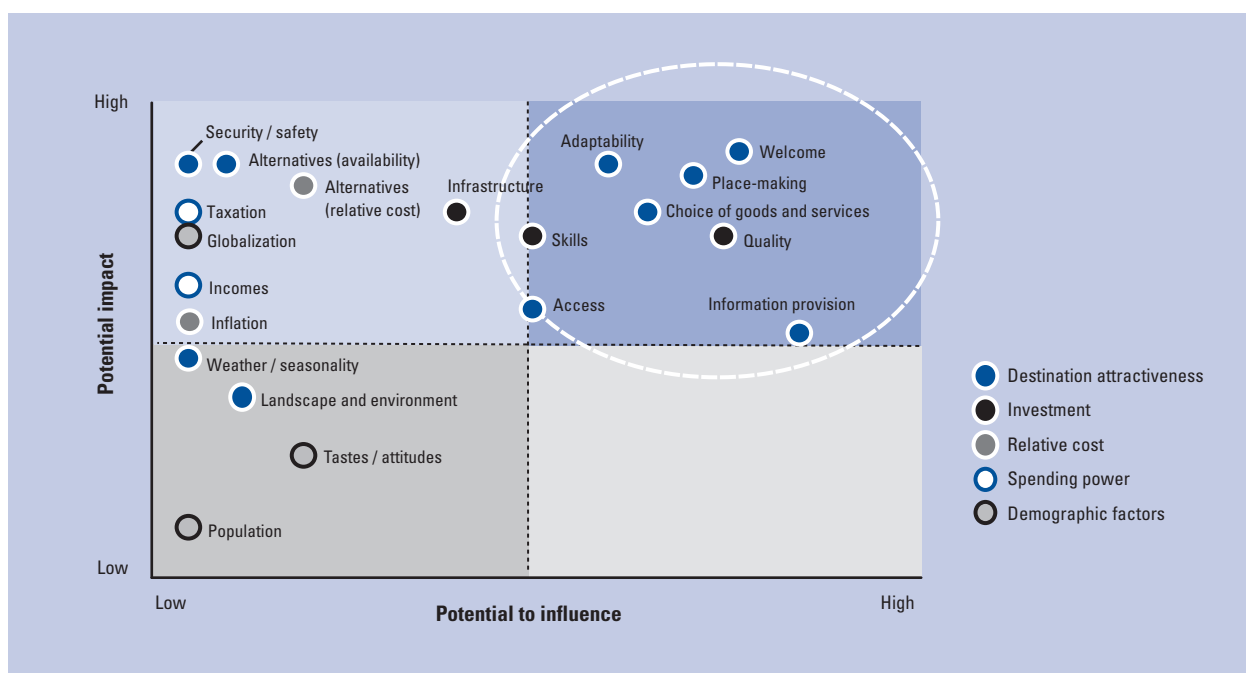 High
Security / safety
Alternatives (availability)
Alternatives
(relative cost)
Infrastructure
Adaptability
Welcome
Place-making
Taxation
Choice of goods and services
Globalization
Skills
Quality
Incomes
Access
Information provision
Inflation
Weather / seasonality
Landscape and environment
Tastes / attitudes
Population
Low
Potential impact
Low
Potential to influence
High
Destination attractiveness
Investment
Relative cost
Spending power
Demographic factors